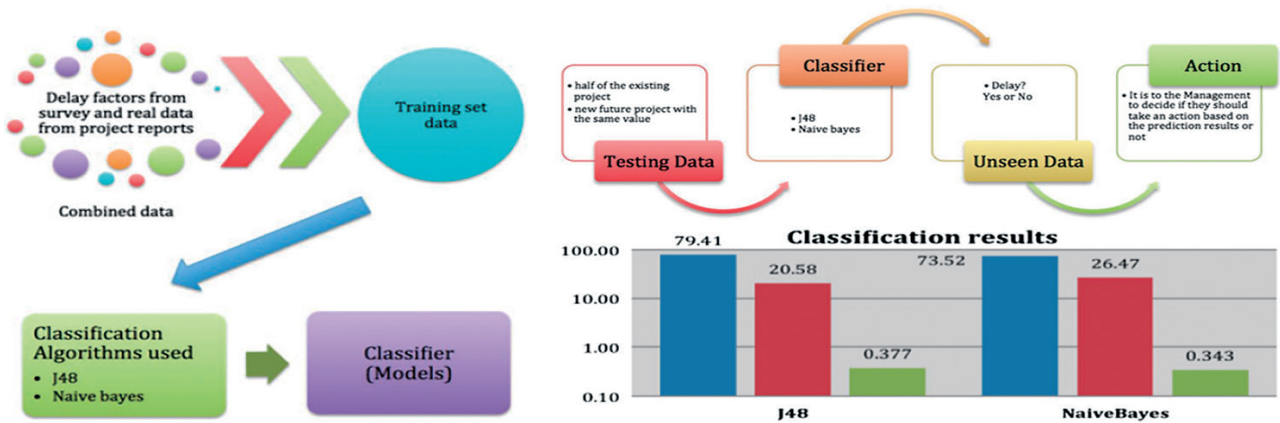 Delay factors from
survey and real data
from project reports
Combined data
Training set
data
Classification
Algorithms used
• J48
• Naive bayes
Classifier
(Models)
• half of the existing
project
• new future project with
the same value
Testing Data
Classifier
• J48
• Naive bayes
• Delay?
Yes or No
Unseen Data
Action
• It is to the Management
to decide if they should
take an action based on
the prediction results or
not
Classification results
100.00
10.00
1.00
0.10
79.41
20.58
0.377
73.52
26.47
0.343
J48
NaiveBayes